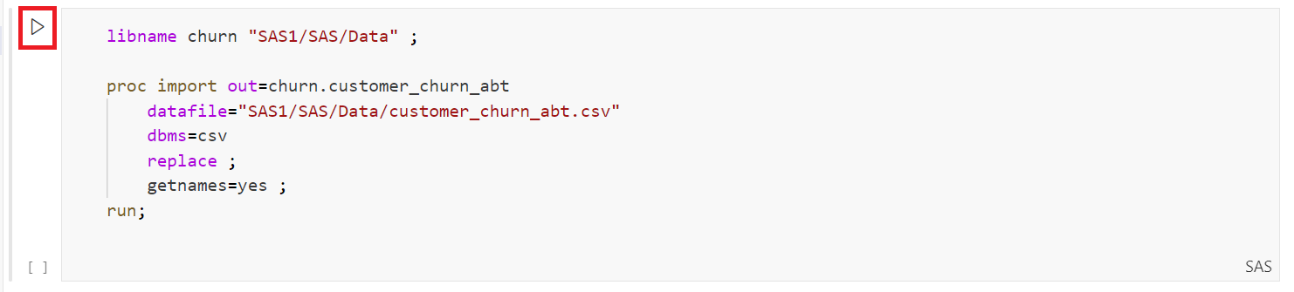 libname churn "SAS1/SAS/Data" ;
proc import out=churn.customer_churn_abt
datafile="SAS1/SAS/Data/customer_churn_abt.csv"
dbms=csv
replace ;
getnames=yes ;
run;
[ ]
SAS